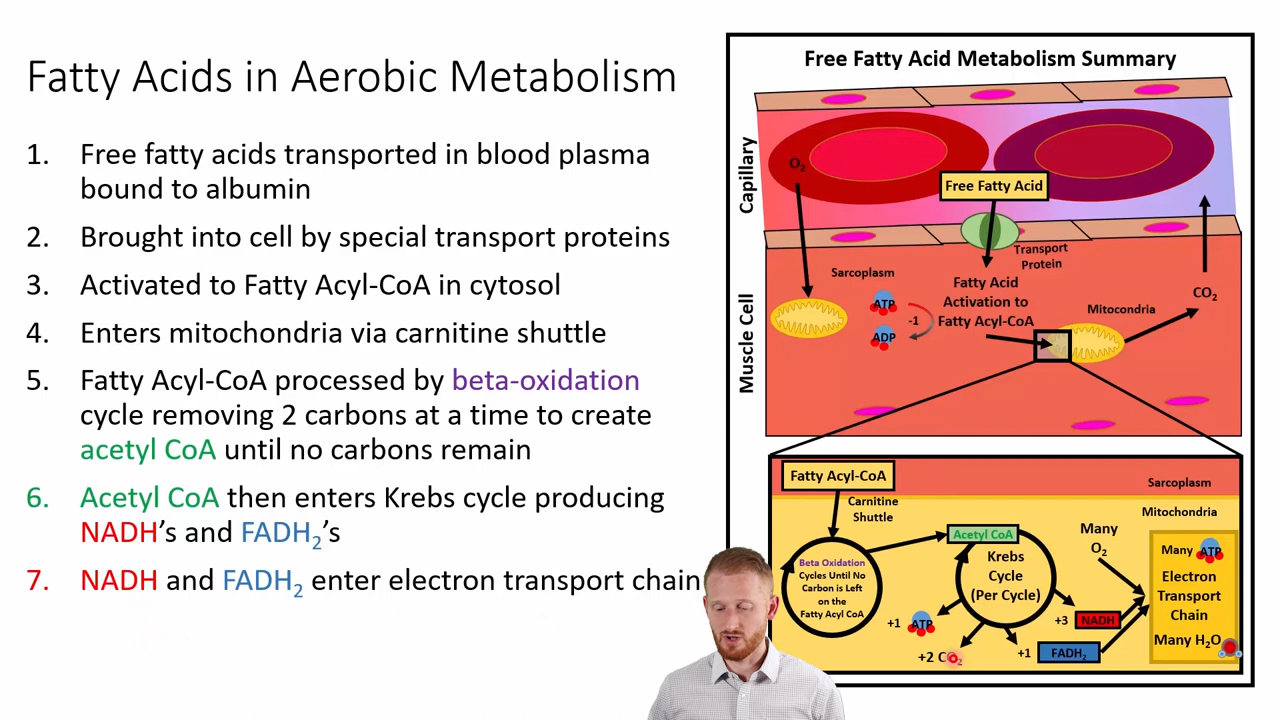 Fatty Acids in Aerobic Metabolism
1. Free fatty acids transported in blood plasma
bound to albumin
2. Brought into cell by special transport proteins
3. Activated to Fatty Acyl-CoA in cytosol
4. Enters mitochondria via carnitine shuttle
5. Fatty Acyl-CoA processed by beta-oxidation
cycle removing 2 carbons at a time to create
acetyl CoA until no carbons remain
6. Acetyl CoA then enters Krebs cycle producing
NADH's and FADH₂'s
7. NADH and FADH₂ enter electron transport chain
Free Fatty Acid Metabolism Summary
Capillary
O₂
Free Fatty Acid
Transport
Protein
Muscle Cell
Sarcoplasm
ATP
-1
ADP
Fatty Acid
Activation to
Fatty Acyl-CoA
Mitocondria
CO₂
Fatty Acyl-CoA
Sarcoplasm
Carnitine
Shuttle
Mitochondria
Beta Oxidation
Cycles Until No
Carbon is Left
on the
Fatty Acyl CoA
Acetyl CoA
Krebs
Cycle
(Per Cycle)
+1 ATP
+2 CO₂
+1 FADH₂
+3 NADH
Many
O₂
Many ATP
Electron
Transport
Chain
Many H₂O